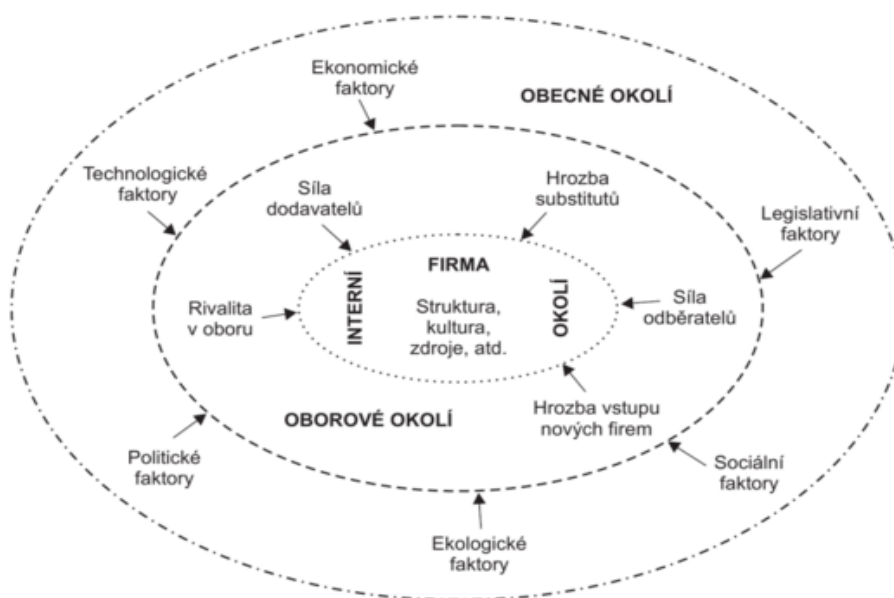 Ekonomické
faktory
OBECNÉ OKOLÍ
Technologické
faktory
Síla
dodavatelů
Hrozba
substitutů
Legislativní
faktory
FIRMA
INTERNÍ
OKOLÍ
Struktura,
kultura,
zdroje, atd.
Rivalita
v oboru
Síla
odběratelů
OBOROVÉ OKOLÍ
Hrozba vstupu
nových firem
Politické
faktory
Sociální
faktory
Ekologické
faktory